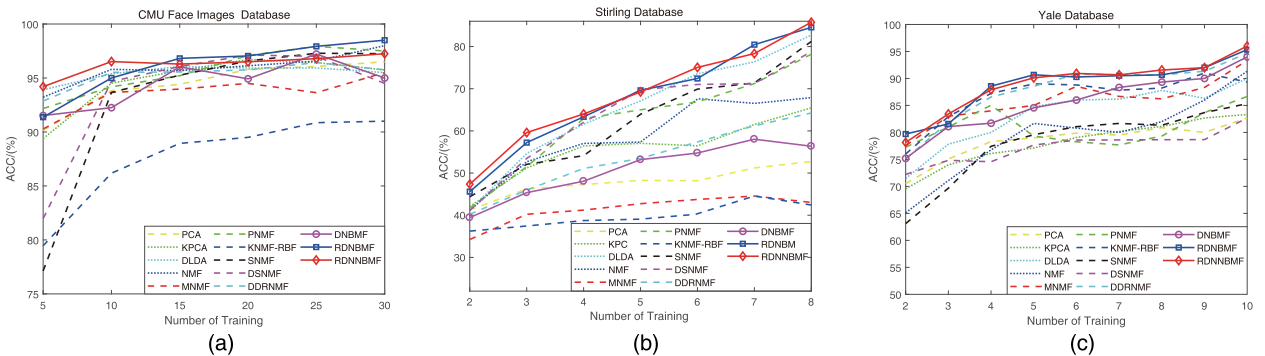 CMU Face Images Database
ACC/(%)
100
95
90
85
80
75
5
10
15
20
25
30
Number of Training
PCA
KPCA
DLDA
NMF
MNMF
PNMF
KNMF-RBF
SNMF
DSNMF
DDRNMF
DNBMF
RDNBMF
RDNNBMF
(a)
Stirling Database
ACC/(%)
80
70
60
50
40
30
2
3
4
5
6
7
8
Number of Training
PCA
KPC
DLDA
NMF
MNMF
PNMF
KNMF-RBF
SNMF
DSNMF
DDRNMF
DNBMF
RDNBM
RDNNBMF
(b)
Yale Database
ACC/(%)
100
95
90
85
80
75
70
65
60
55
50
2
3
4
5
6
7
8
9
10
Number of Training
PCA
KPCA
DLDA
NMF
MNMF
PNMF
KNMF-RBF
SNMF
DSNMF
DDRNMF
DNBMF
RDNBMF
RDNNBMF
(c)